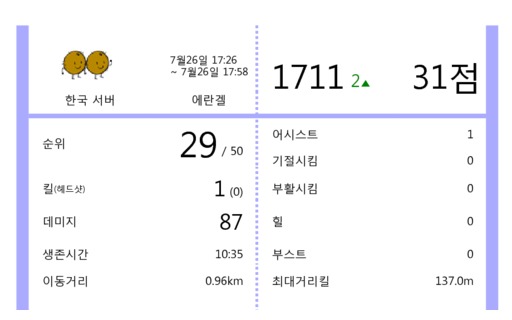 7월26일 17:26
~ 7월26일 17:58
한국 서버 에란겔
1711 2▲ 31점
순위 29 / 50
킬(헤드샷) 1 (0)
데미지 87
생존시간 10:35
이동거리 0.96km
어시스트 1
기절시킴 0
부활시킴 0
힐 0
부스트 0
최대거리킬 137.0m